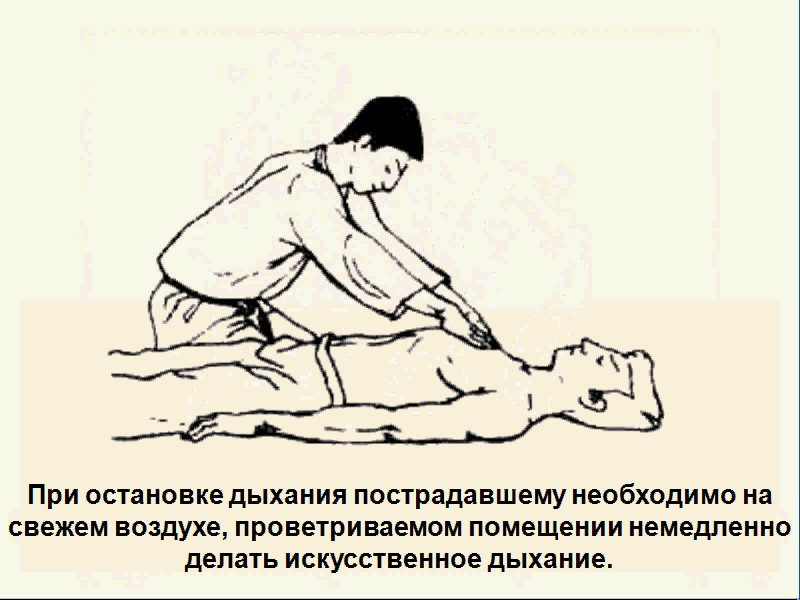 При остановке дыхания пострадавшему необходимо на
свежем воздухе, проветриваемом помещении немедленно
делать искусственное дыхание.